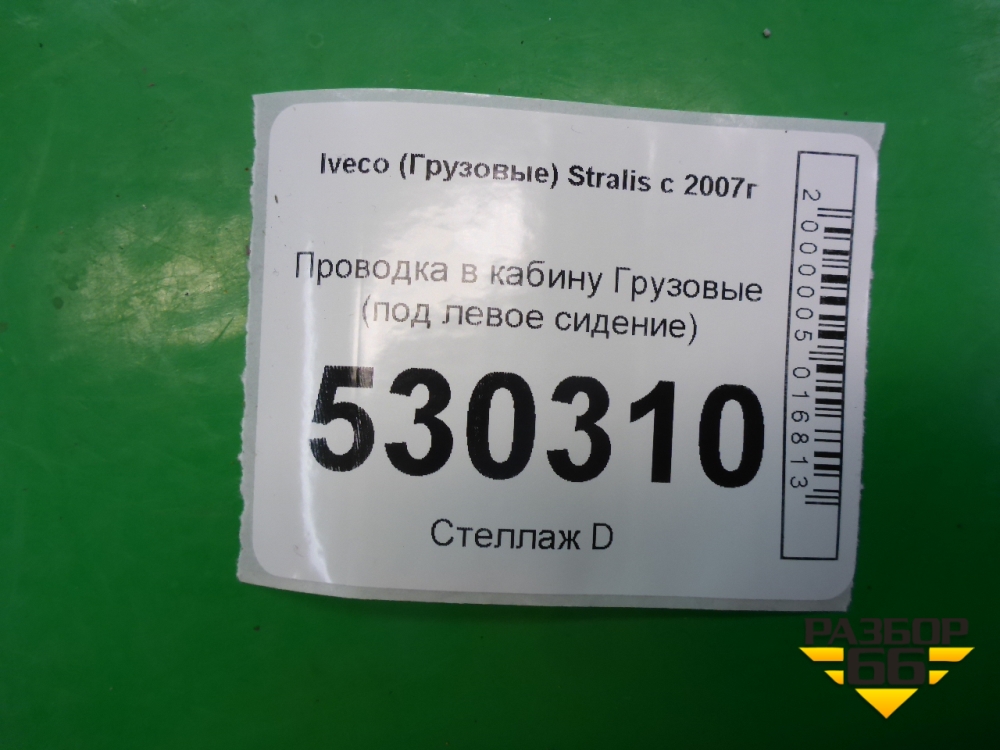 Iveco (Грузовые) Stralis с 2007г
Проводка в кабину Грузовые
(под левое сидение)
530310
Стеллаж D
2000005016813
РАЗБОР
66